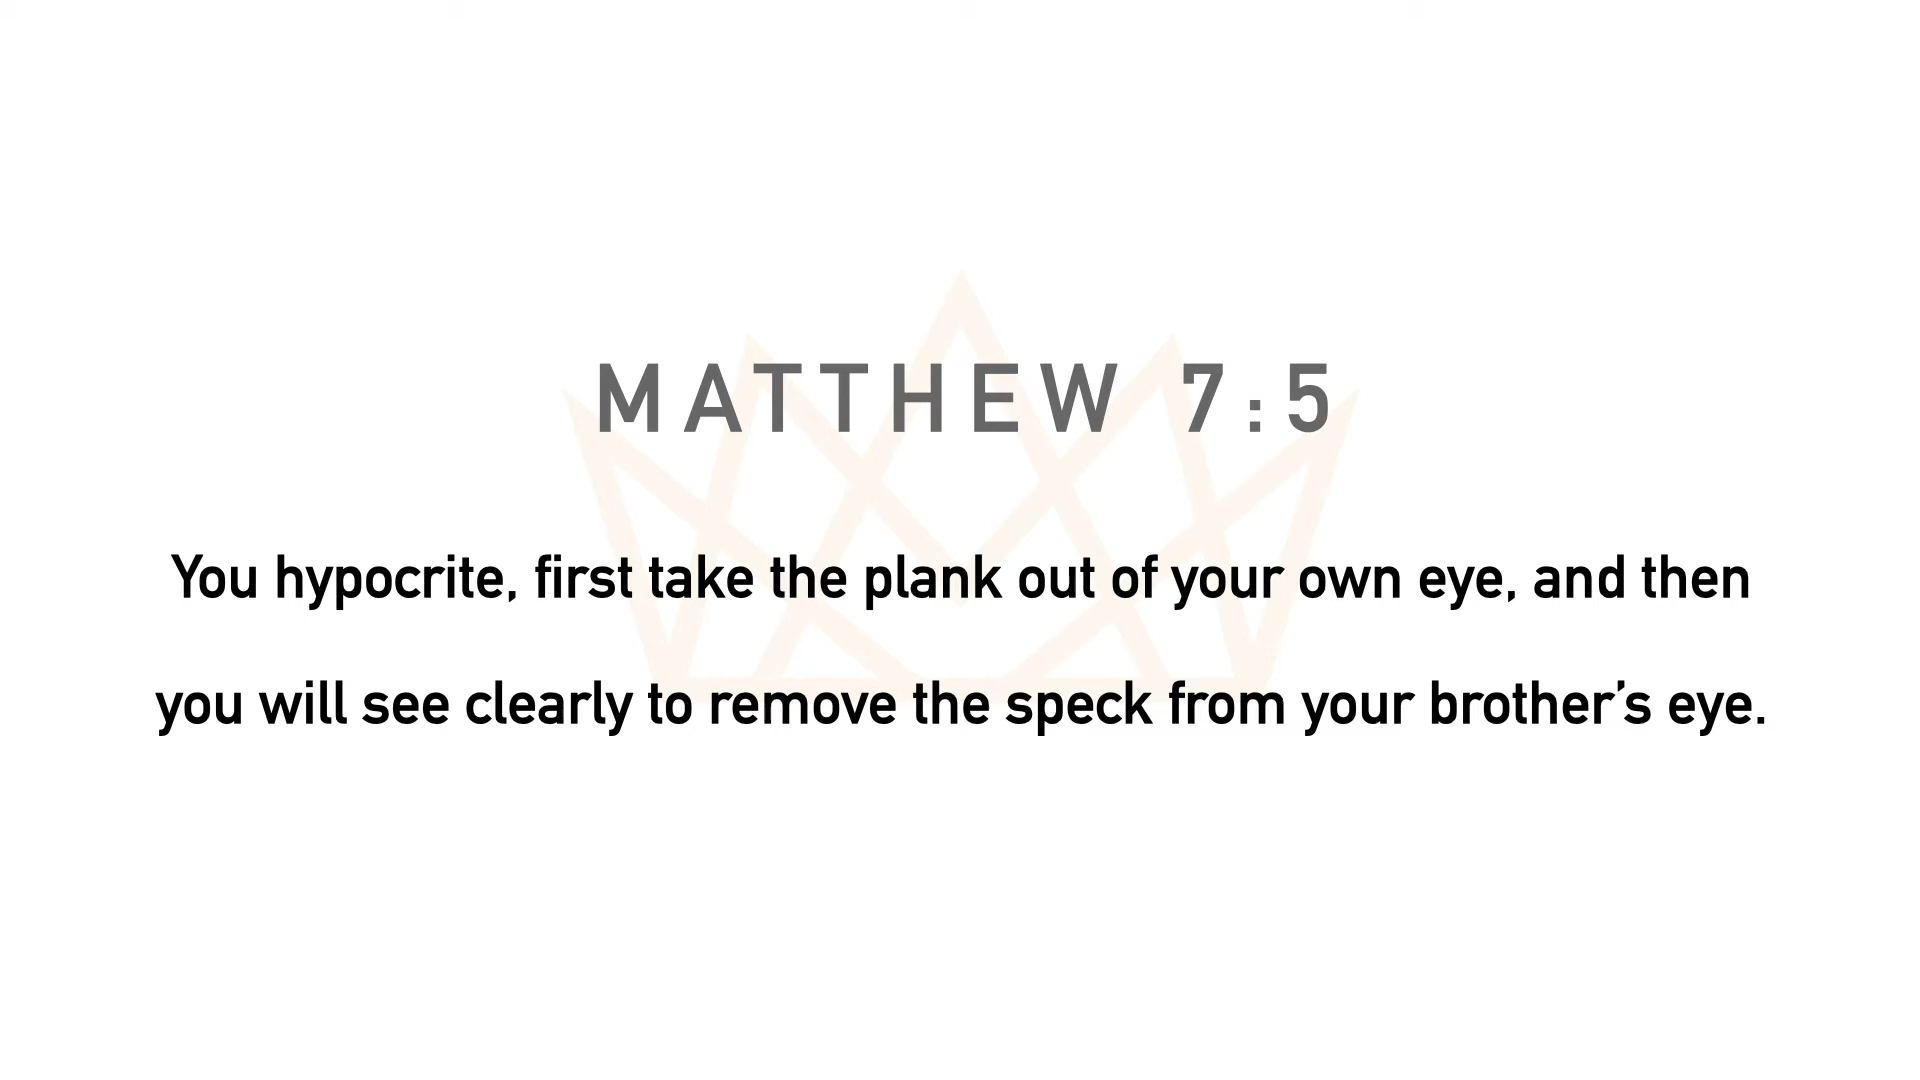 MATTHEW 7:5
You hypocrite, first take the plank out of your own eye, and then
you will see clearly to remove the speck from your brother’s eye.